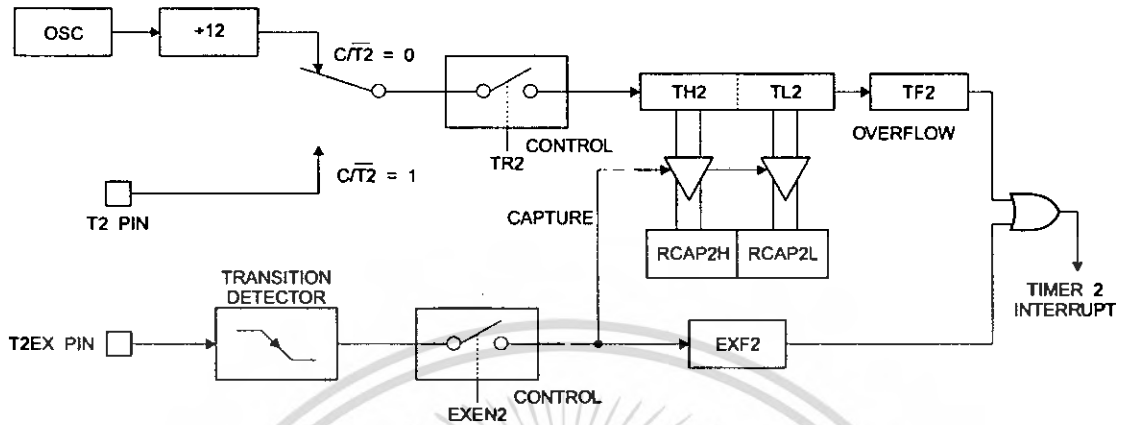 OSC
+12
C/T2 = 0
TH2
TL2
TF2
OVERFLOW
CONTROL
TR2
C/T2 = 1
T2 PIN
CAPTURE
RCAP2H
RCAP2L
TRANSITION
DETECTOR
TIMER 2
INTERRUPT
T2EX PIN
EXF2
CONTROL
EXEN2